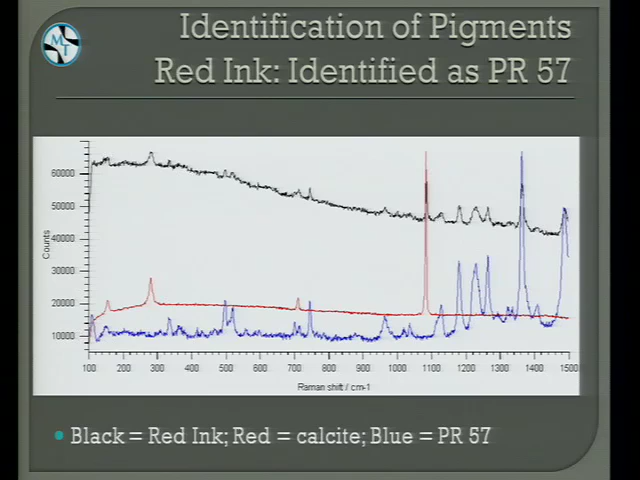 Identification of Pigments
Red Ink: Identified as PR 57
MT
60000
50000
40000
30000
20000
10000
Counts
100 200 300 400 500 600 700 800 900 1000 1100 1200 1300 1400 1500
Raman shift / cm-1
Black = Red Ink; Red = calcite; Blue = PR 57